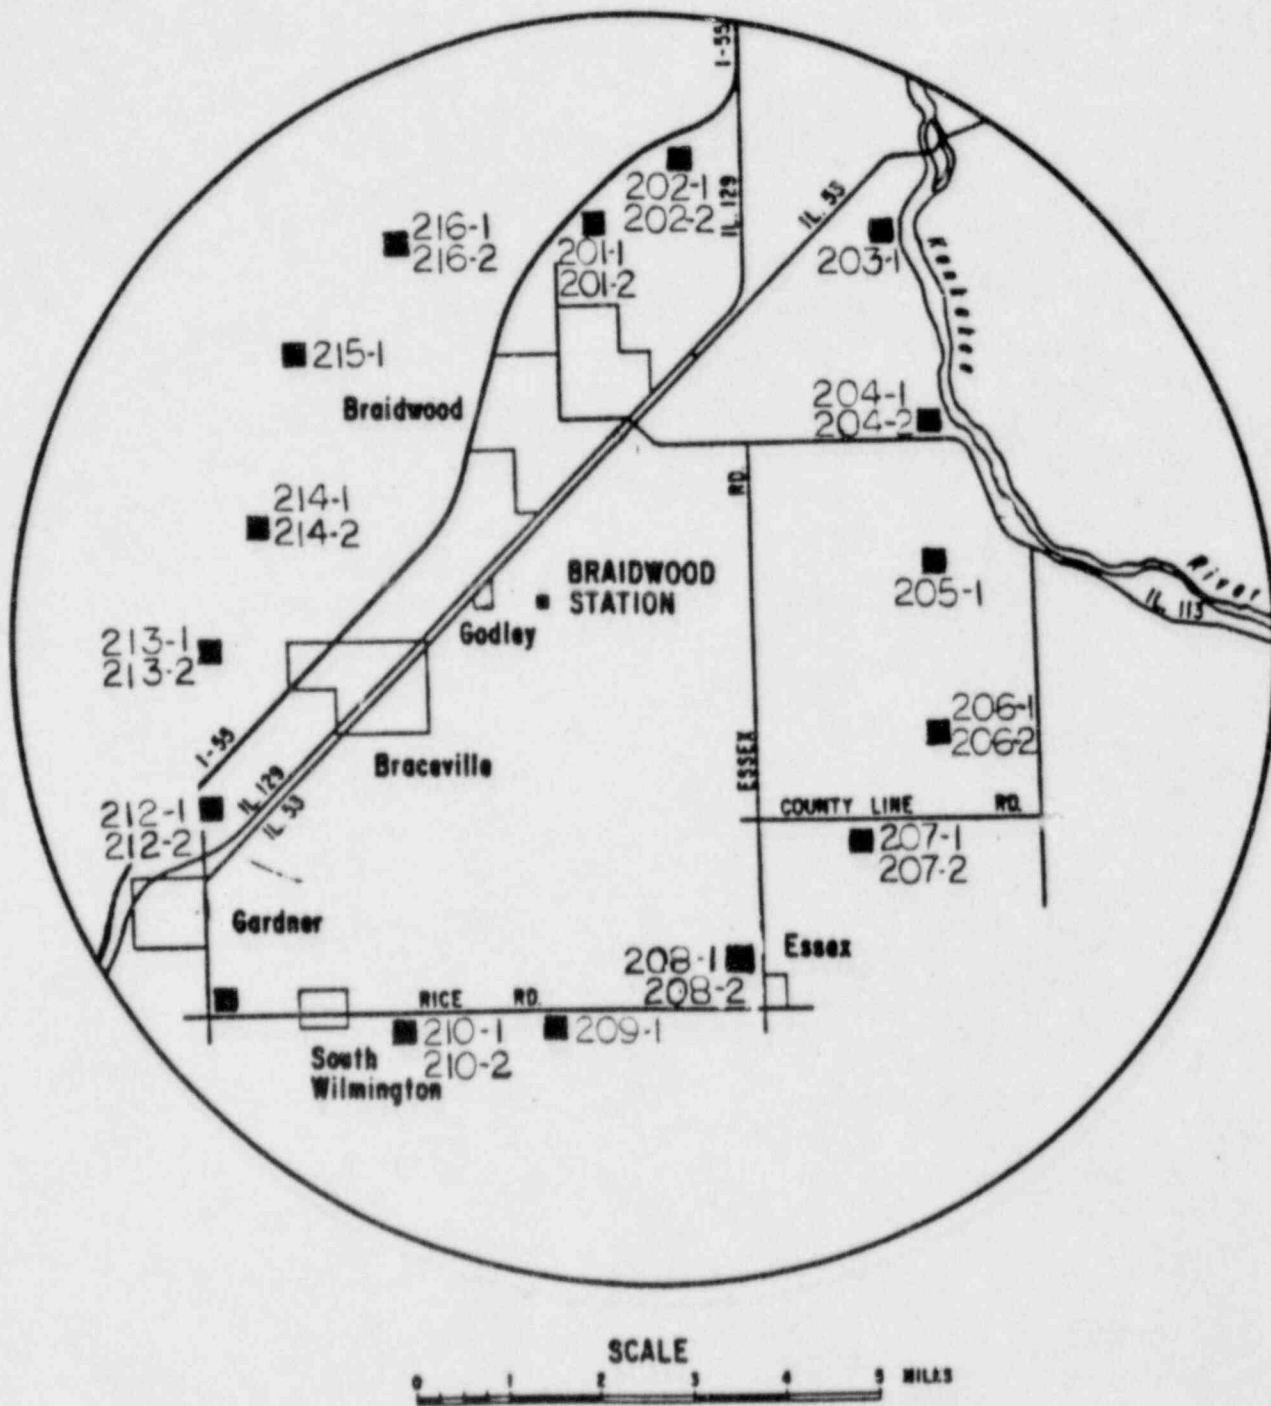 I-55
202-1
202-2
IL. 129
IL. 53
216-1
216-2
201-1
201-2
203-1
Kankakee
215-1
Braidwood
204-1
204-2
RD.
214-1
214-2
BRAIDWOOD
STATION
205-1
River
IL. 113
Godley
213-1
213-2
206-1
206-2
I-55
Braceville
ESSEX
IL. 129
IL. 53
COUNTY LINE RD.
212-1
212-2
207-1
207-2
Gardner
Essex
208-1
208-2
RICE RD.
210-1
210-2
209-1
South
Wilmington
SCALE
0 1 2 3 4 5 MILES